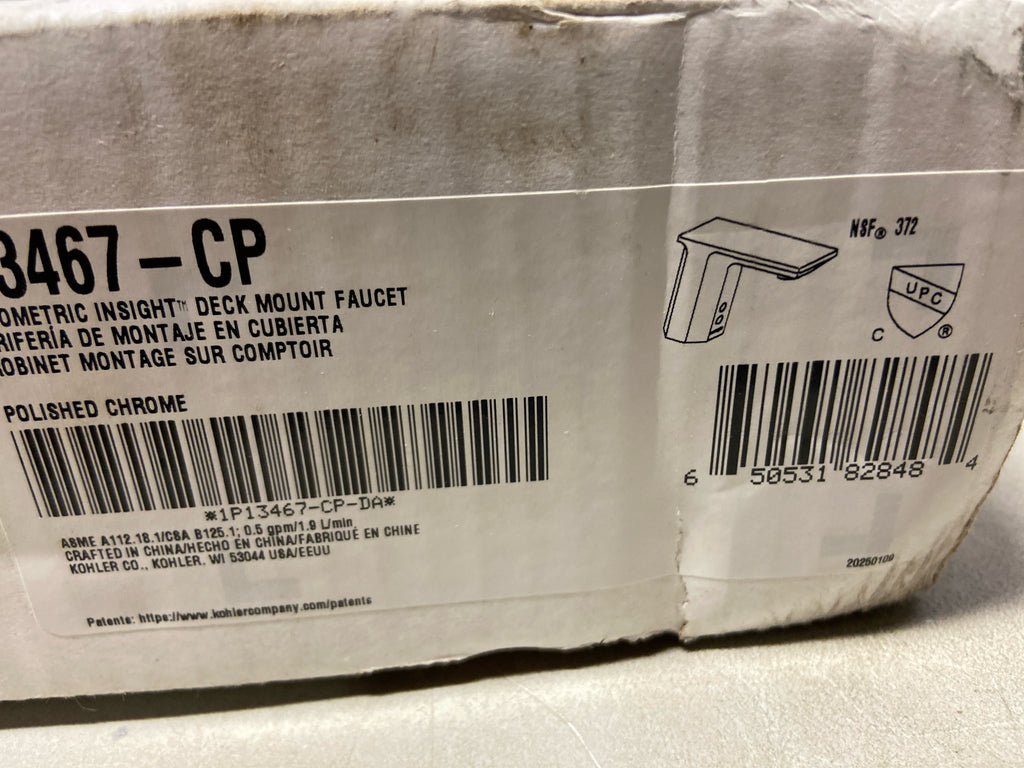 3467-CP
OMETRIC INSIGHT™ DECK MOUNT FAUCET
RIFERÍA DE MONTAJE EN CUBIERTA
OBINET MONTAGE SUR COMPTOIR
POLISHED CHROME
*1P13467-CP-DA*
ASME A112.18.1/CSA B125.1; 0.5 gpm/1.9 L/min
CRAFTED IN CHINA/HECHO EN CHINA/FABRIQUÉ EN CHINE
KOHLER CO., KOHLER, WI 53044 USA/EEUU
Patents: https://www.kohlercompany.com/patents
NSF® 372
UPC
C ®
6 50531 82848 4
20250109